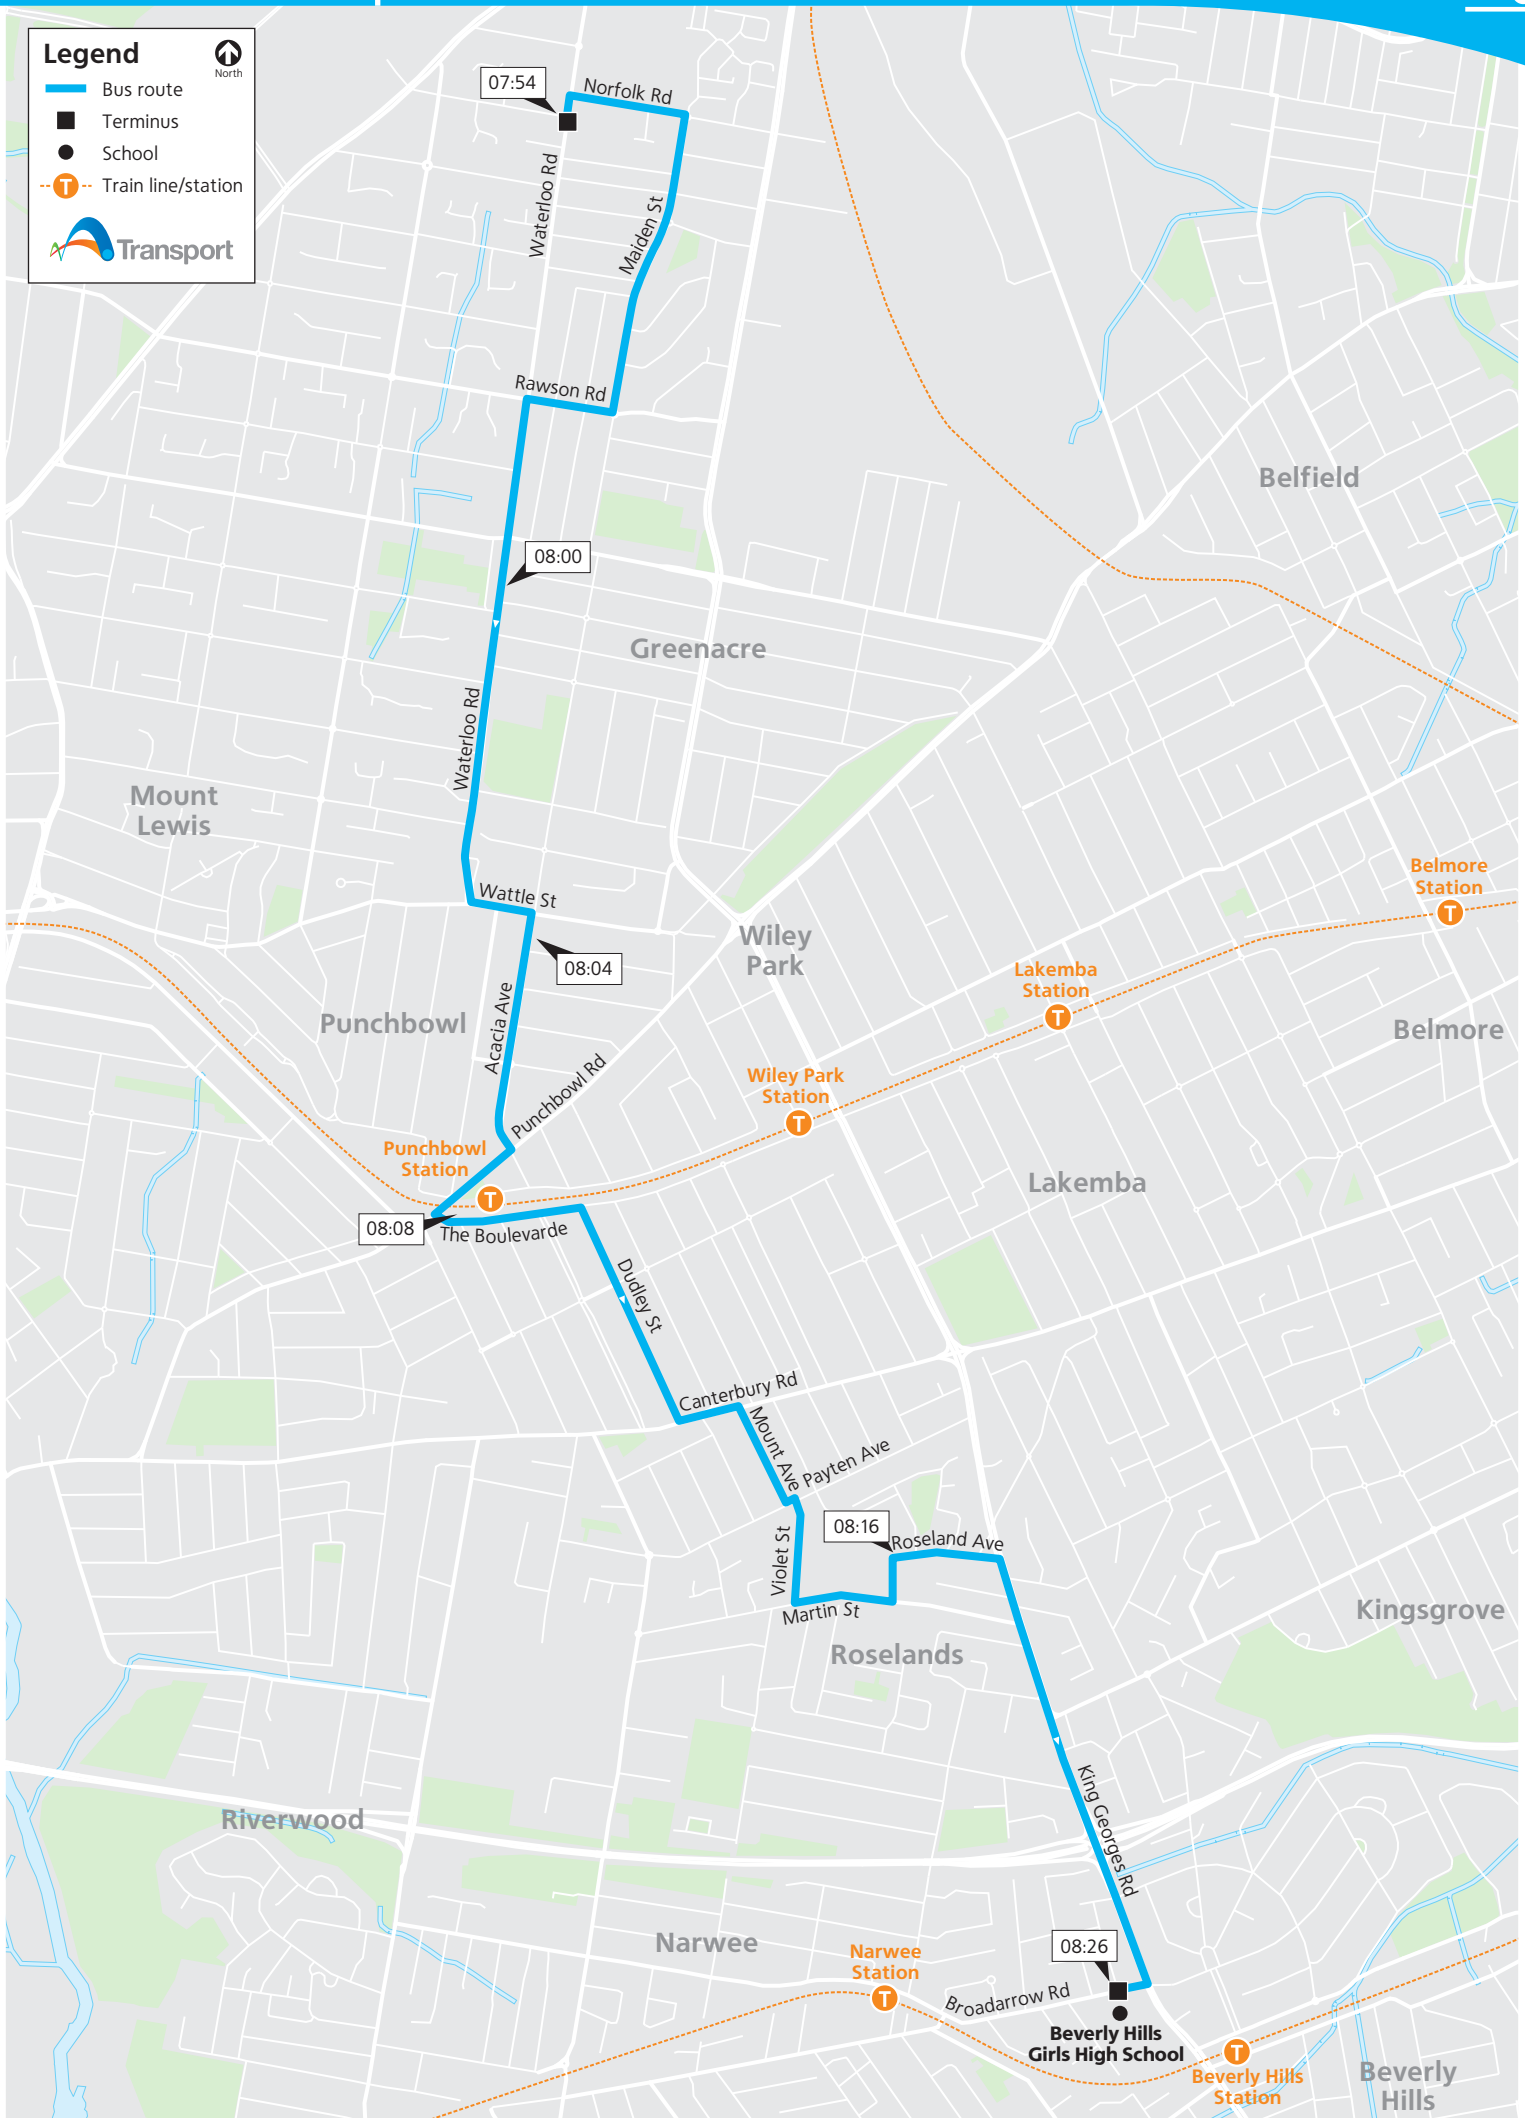 Legend
North
Bus route
Terminus
School
T
Train line/station
Transport
07:54
Norfolk Rd
Waterloo Rd
Maiden St
Rawson Rd
Belfield
08:00
Greenacre
Waterloo Rd
Mount
Lewis
Belmore
Station
T
Wattle St
Wiley
Park
08:04
Lakemba
Station
T
Acacia Ave
Punchbowl
Belmore
Punchbowl Rd
Wiley Park
Station
T
Punchbowl
Station
T
Lakemba
08:08
The Boulevarde
Dudley St
Canterbury Rd
Mount Ave
Payten Ave
08:16
Roseland Ave
Violet St
Martin St
Kingsgrove
Roselands
King Georges Rd
Riverwood
Narwee
08:26
Narwee
Station
T
Broadarrow Rd
Beverly Hills
Girls High School
T
Beverly Hills
Station
Beverly
Hills